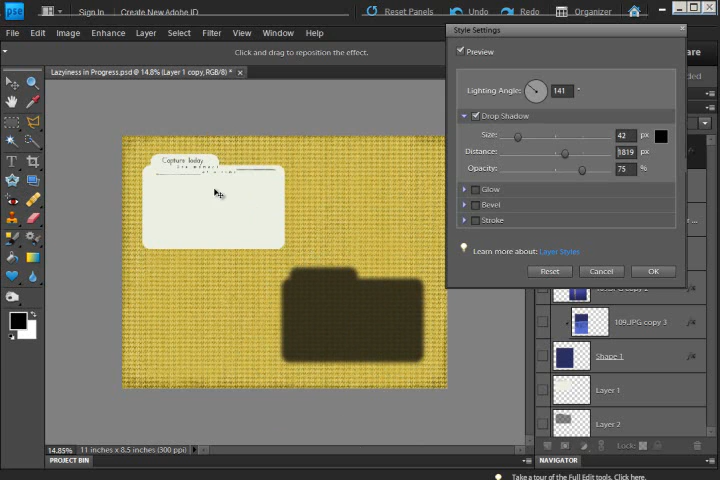 pse
Sign In
Create New Adobe ID
Reset Panels
Undo
Redo
Organizer
File Edit Image Enhance Layer Select Filter View Window Help
Click and drag to reposition the effect.
Lazyiness in Progress.psd @ 14.8% (Layer 1 copy, RGB/8) * ×
Style Settings
Preview
Lighting Angle: 141 °
Drop Shadow
Size: 42 px
Distance: 1819 px
Opacity: 75 %
Glow
Bevel
Stroke
Learn more about: Layer Styles
Reset Cancel OK
Capture Today
109.JPG copy 3
Shape 1
Layer 1
Layer 2
Lock:
14.85% 11 inches x 8.5 inches (300 ppi)
PROJECT BIN
NAVIGATOR
Take a tour of the Full Edit tools. Click here.